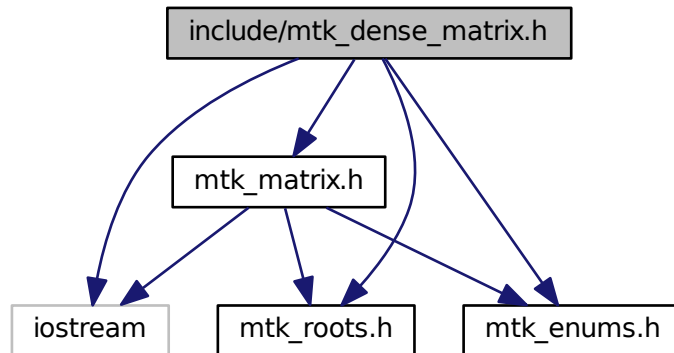 include/mtk_dense_matrix.h
mtk_matrix.h
iostream
mtk_roots.h
mtk_enums.h